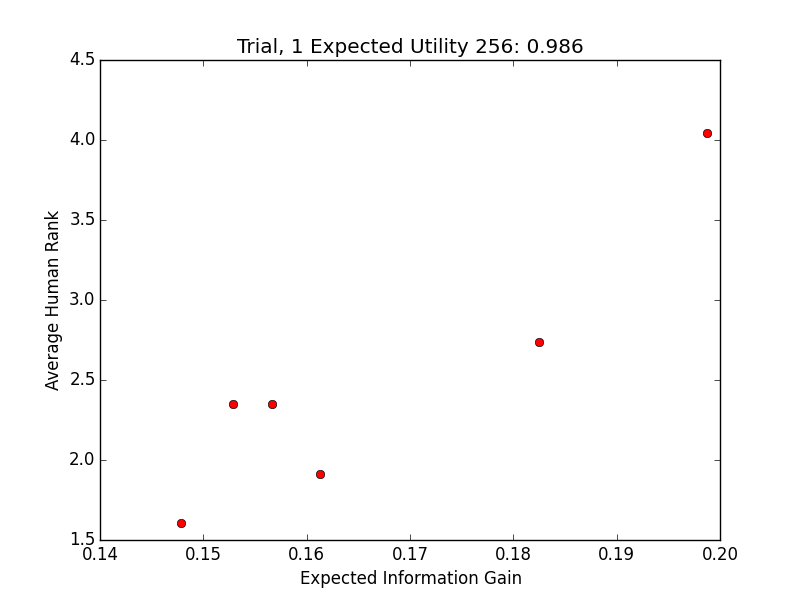 Trial, 1 Expected Utility 256: 0.986
4.5
4.0
3.5
3.0
2.5
2.0
1.5
Average Human Rank
0.14 0.15 0.16 0.17 0.18 0.19 0.20
Expected Information Gain